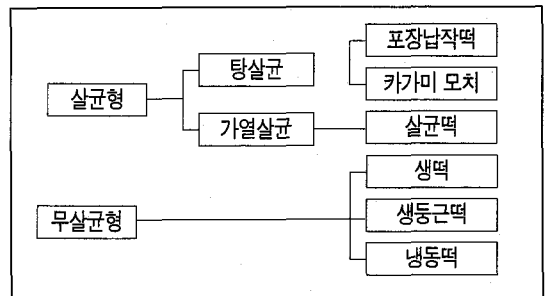 포장납작떡
탕살균
카가미 모치
살균형
가열살균
살균떡
생떡
무살균형
생둥근떡
냉동떡